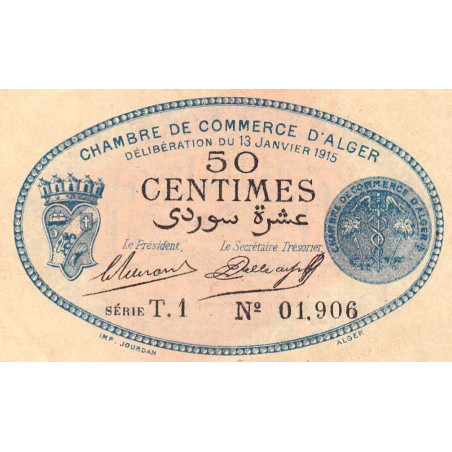 CHAMBRE DE COMMERCE D'ALGER
DÉLIBÉRATION DU 13 JANVIER 1915
50
CENTIMES
عشرة سوردي
CHAMBRE DE COMMERCE D'ALGER
Le Président,
Le Secrétaire Trésorier
SÉRIE T.1 Nº 01,906
IMP. JOURDAN
ALGER